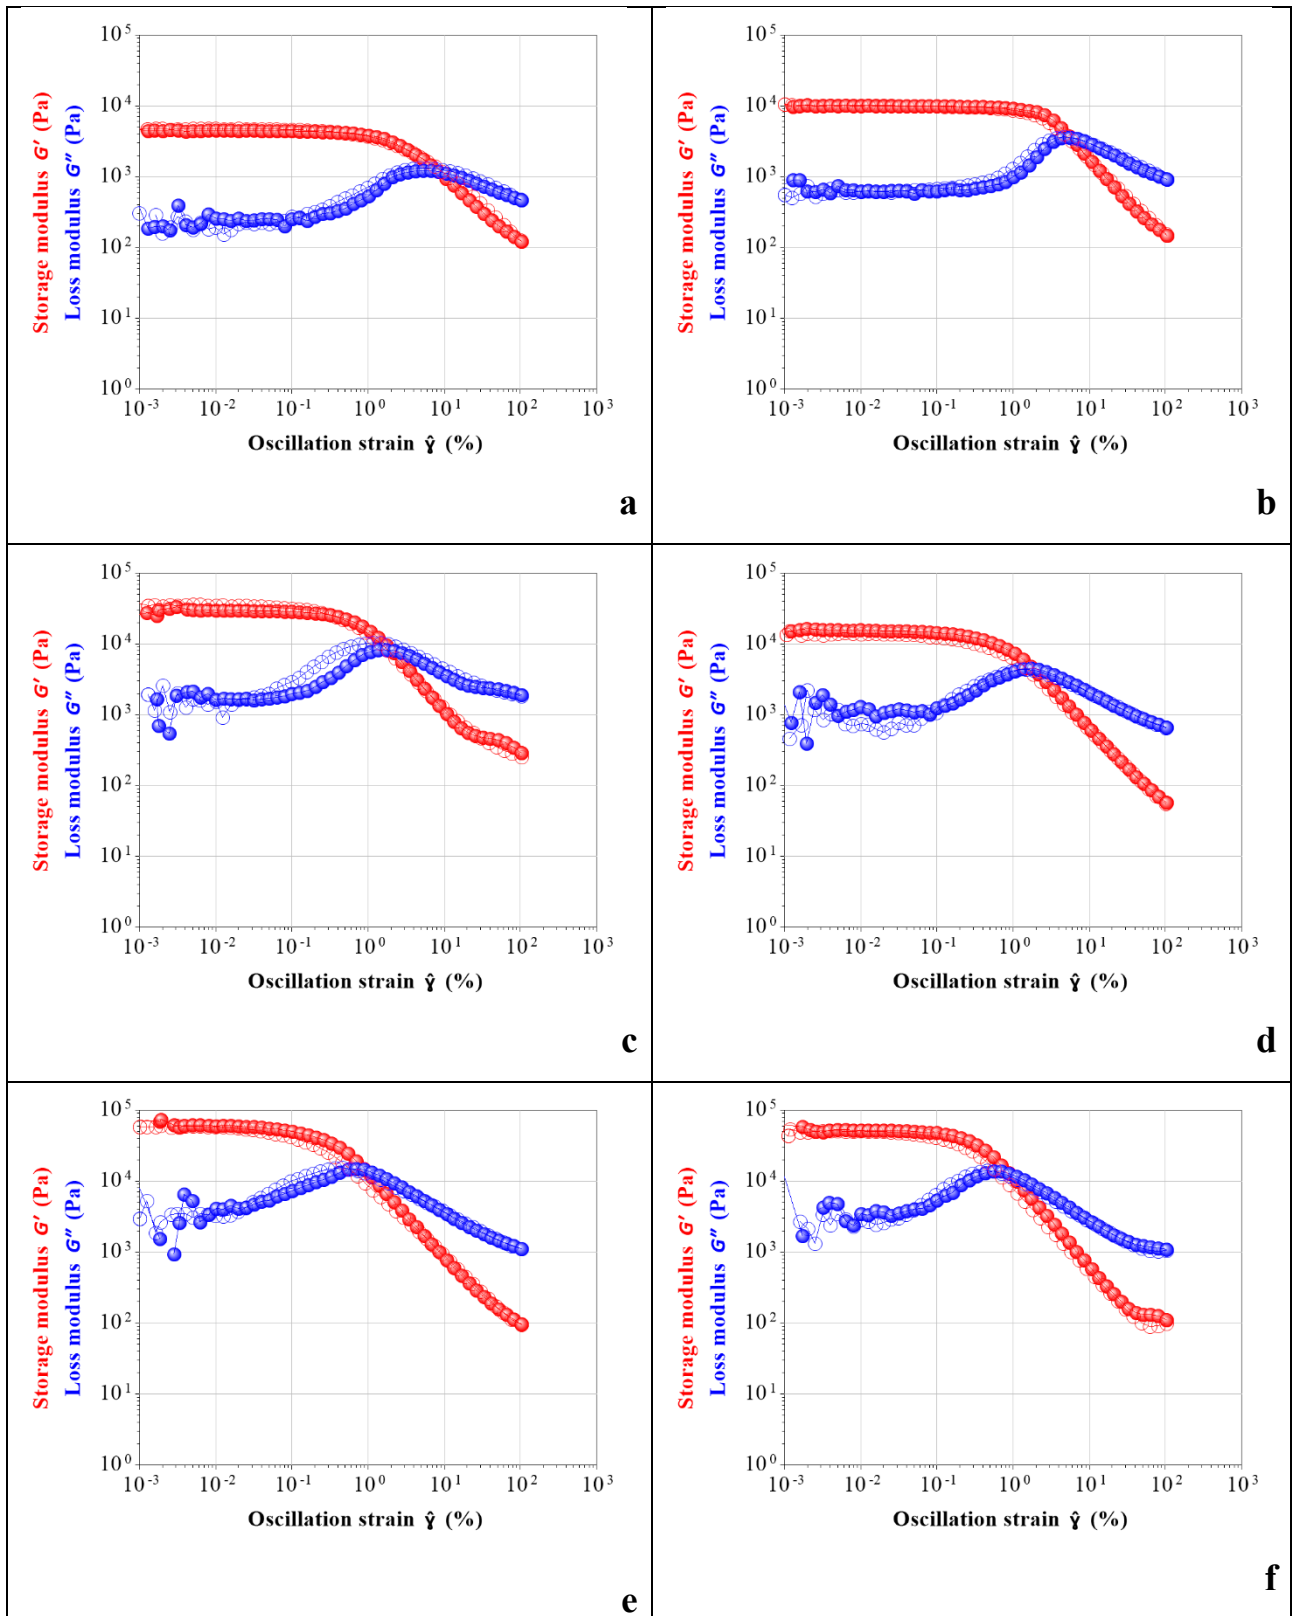 10⁵
10⁴
10³
10²
10¹
10⁰
10⁻³ 10⁻² 10⁻¹ 10⁰ 10¹ 10² 10³
Storage modulus G′ (Pa)
Loss modulus G″ (Pa)
Oscillation strain γ̂ (%)
a
10⁵
10⁴
10³
10²
10¹
10⁰
10⁻³ 10⁻² 10⁻¹ 10⁰ 10¹ 10² 10³
Storage modulus G′ (Pa)
Loss modulus G″ (Pa)
Oscillation strain γ̂ (%)
b
10⁵
10⁴
10³
10²
10¹
10⁰
10⁻³ 10⁻² 10⁻¹ 10⁰ 10¹ 10² 10³
Storage modulus G′ (Pa)
Loss modulus G″ (Pa)
Oscillation strain γ̂ (%)
c
10⁵
10⁴
10³
10²
10¹
10⁰
10⁻³ 10⁻² 10⁻¹ 10⁰ 10¹ 10² 10³
Storage modulus G′ (Pa)
Loss modulus G″ (Pa)
Oscillation strain γ̂ (%)
d
10⁵
10⁴
10³
10²
10¹
10⁰
10⁻³ 10⁻² 10⁻¹ 10⁰ 10¹ 10² 10³
Storage modulus G′ (Pa)
Loss modulus G″ (Pa)
Oscillation strain γ̂ (%)
e
10⁵
10⁴
10³
10²
10¹
10⁰
10⁻³ 10⁻² 10⁻¹ 10⁰ 10¹ 10² 10³
Storage modulus G′ (Pa)
Loss modulus G″ (Pa)
Oscillation strain γ̂ (%)
f